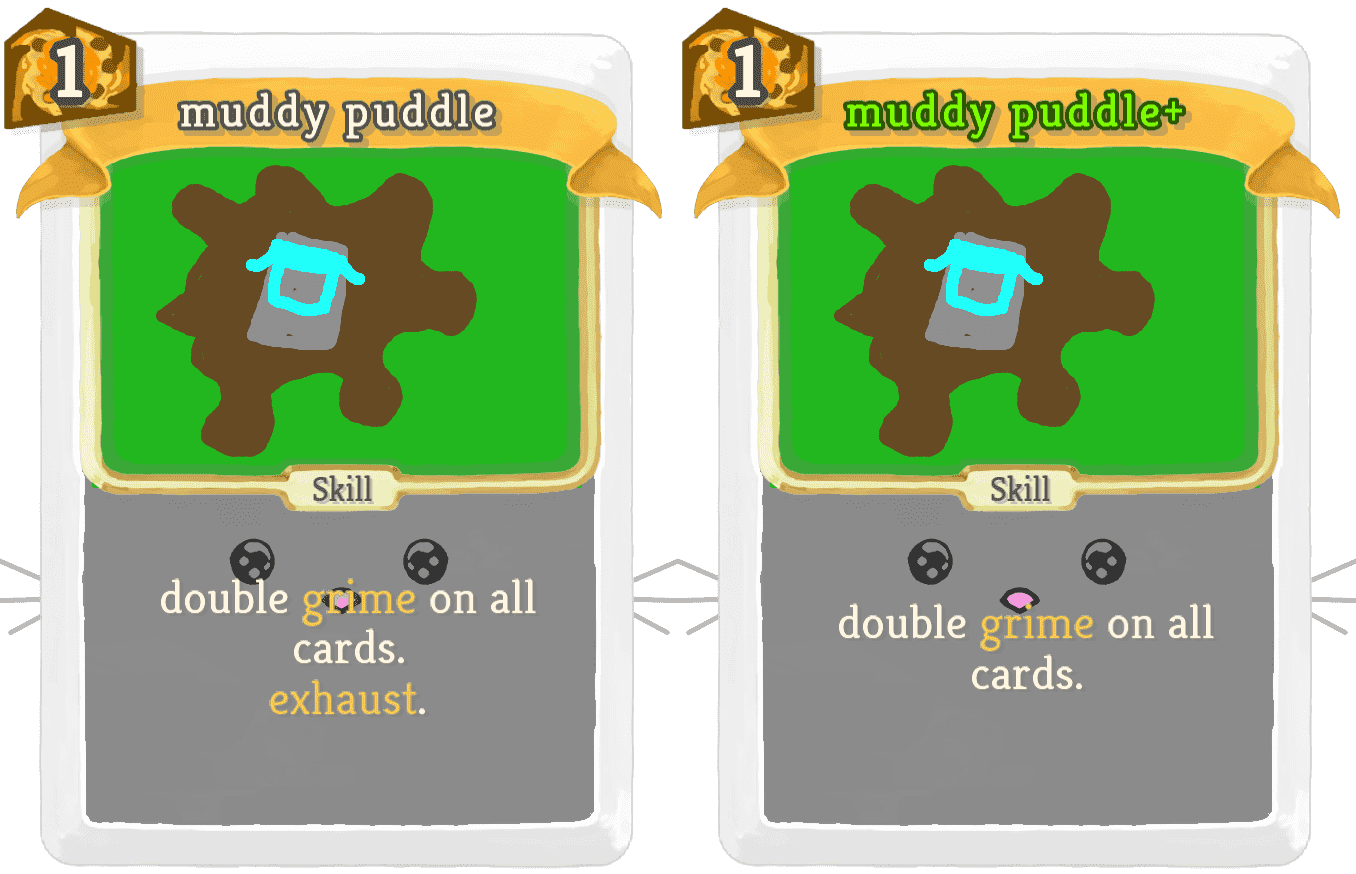 1
muddy puddle
Skill
double grime on all
cards.
exhaust.
1
muddy puddle+
Skill
double grime on all
cards.